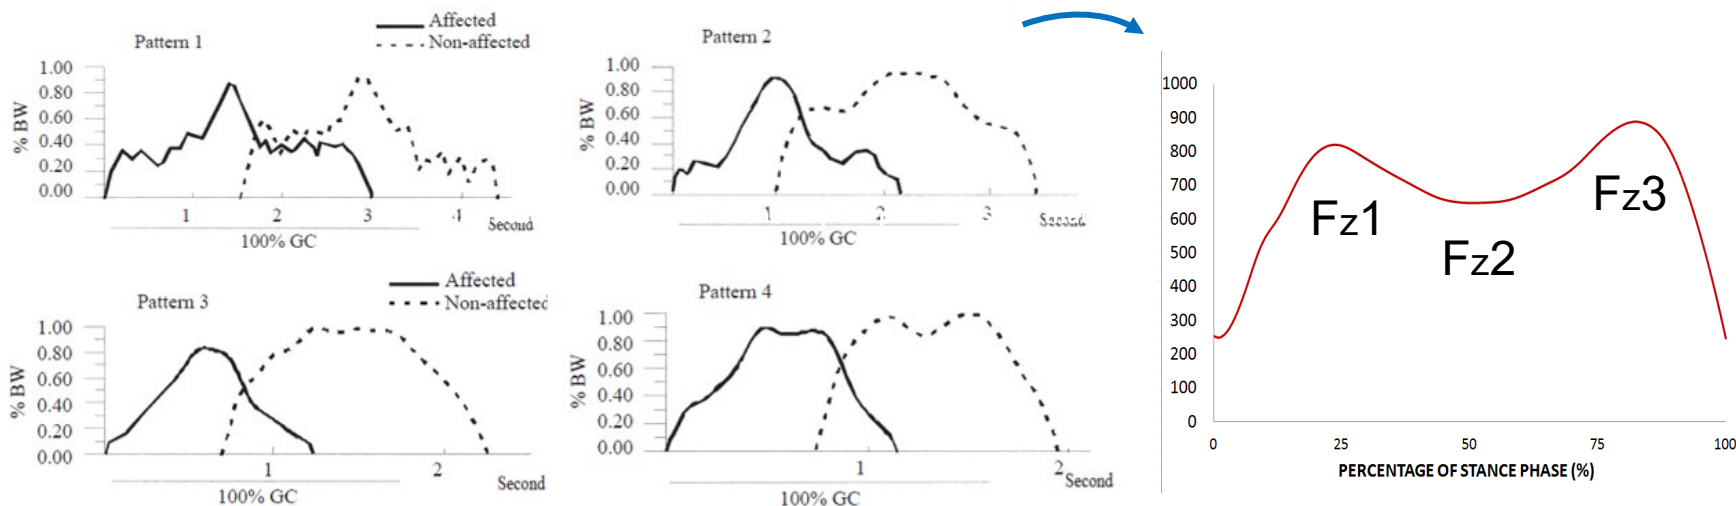 Affected
Non-affected
Pattern 1
% BW
1.00
0.80
0.60
0.40
0.20
0.00
1
2
3
4
Second
100% GC
Pattern 2
% BW
1.00
0.80
0.60
0.40
0.20
0.00
1
2
3
Second
100% GC
Affected
Non-affected
Pattern 3
% BW
1.00
0.80
0.60
0.40
0.20
0.00
1
2
Second
100% GC
Pattern 4
% BW
1.00
0.80
0.60
0.40
0.20
0.00
1
2
Second
100% GC
1000
900
800
700
600
500
400
300
200
100
0
Fz1
Fz2
Fz3
0
25
50
75
100
PERCENTAGE OF STANCE PHASE (%)